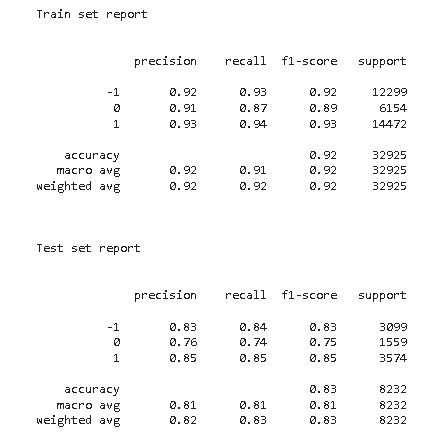 Train set report
precision recall f1-score support
-1 0.92 0.93 0.92 12299
0 0.91 0.87 0.89 6154
1 0.93 0.94 0.93 14472
accuracy 0.92 32925
macro avg 0.92 0.91 0.92 32925
weighted avg 0.92 0.92 0.92 32925
Test set report
precision recall f1-score support
-1 0.83 0.84 0.83 3099
0 0.76 0.74 0.75 1559
1 0.85 0.85 0.85 3574
accuracy 0.83 8232
macro avg 0.81 0.81 0.81 8232
weighted avg 0.82 0.83 0.83 8232